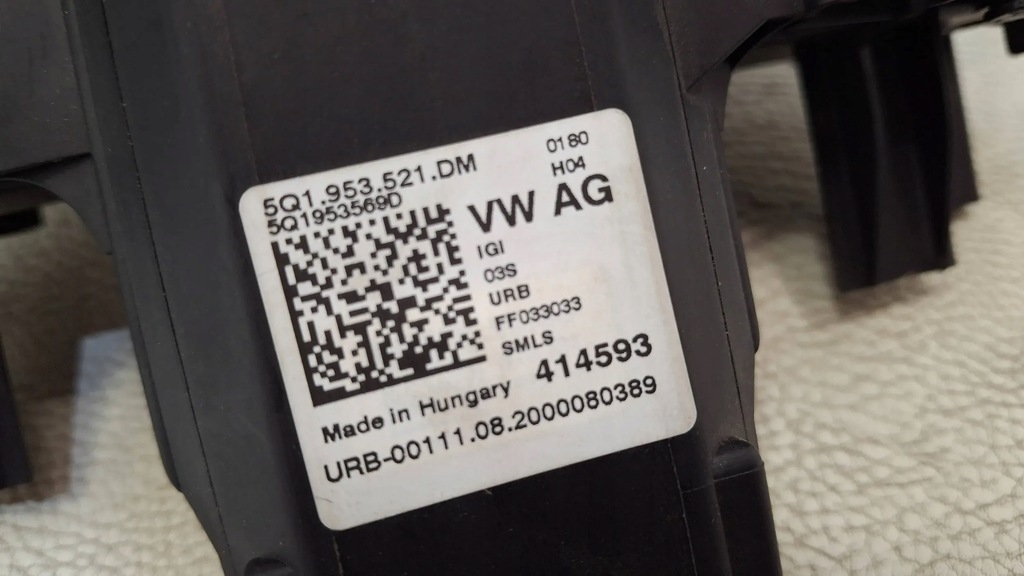 5Q1.953.521.DM
5Q1953569D
0180
H04
VW AG
IGI
03S
URB
FF033033
SMLS
414593
Made in Hungary
URB-00111.08.2000080389